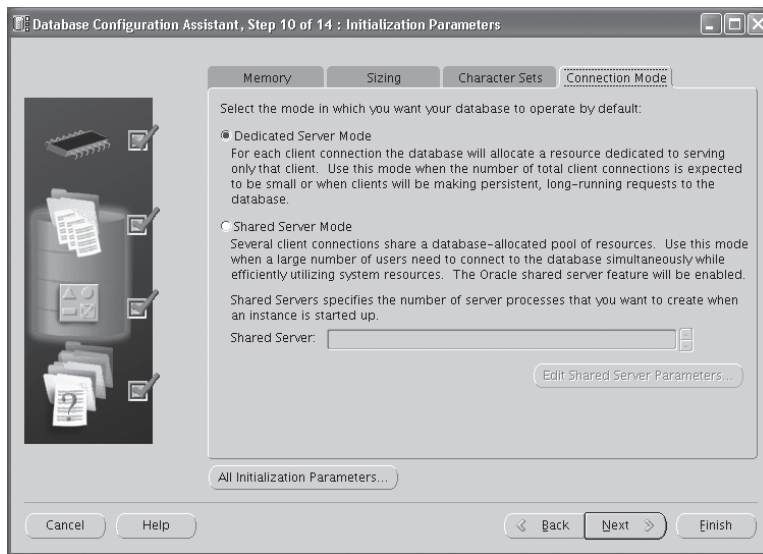 Database Configuration Assistant, Step 10 of 14 : Initialization Parameters
Memory
Sizing
Character Sets
Connection Mode
Select the mode in which you want your database to operate by default:
Dedicated Server Mode
For each client connection the database will allocate a resource dedicated to serving
only that client.  Use this mode when the number of total client connections is expected
to be small or when clients will be making persistent, long-running requests to the
database.
Shared Server Mode
Several client connections share a database-allocated pool of resources.  Use this mode
when a large number of users need to connect to the database simultaneously while
efficiently utilizing system resources.  The Oracle shared server feature will be enabled.
Shared Servers specifies the number of server processes that you want to create when
an instance is started up.
Shared Server:
Edit Shared Server Parameters...
?
All Initialization Parameters...
Cancel
Help
Back
Next
Finish